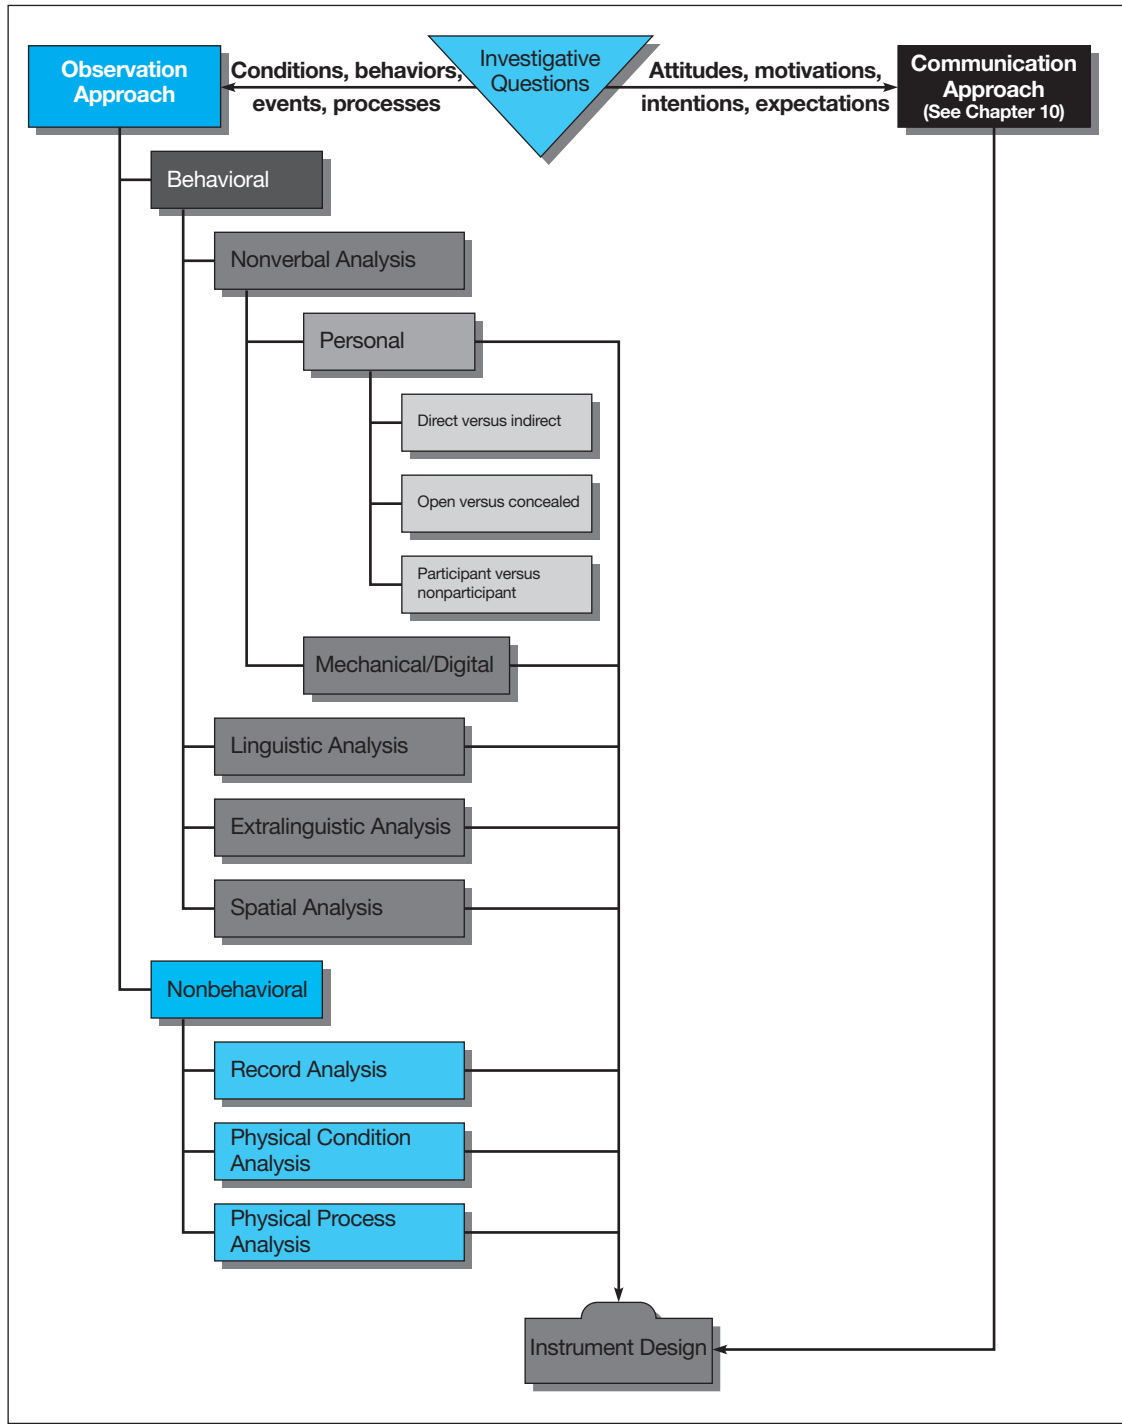 Observation
Approach
Conditions, behaviors,
events, processes
Investigative
Questions
Attitudes, motivations,
intentions, expectations
Communication
Approach
(See Chapter 10)
Behavioral
Nonverbal Analysis
Personal
Direct versus indirect
Open versus concealed
Participant versus
nonparticipant
Mechanical/Digital
Linguistic Analysis
Extralinguistic Analysis
Spatial Analysis
Nonbehavioral
Record Analysis
Physical Condition
Analysis
Physical Process
Analysis
Instrument Design